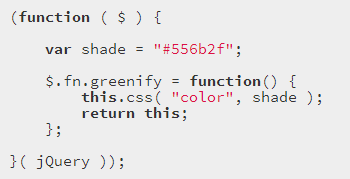 (function ( $ ) {

    var shade = "#556b2f";

    $.fn.greenify = function() {
        this.css( "color", shade );
        return this;
    };

}( jQuery ));